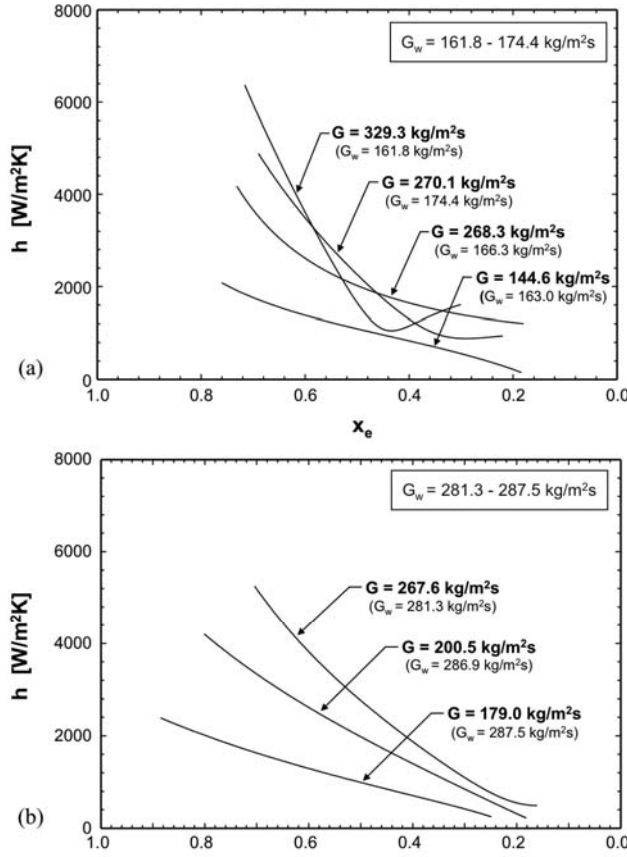 8000
G_w = 161.8 - 174.4 kg/m²s
6000
G = 329.3 kg/m²s
(G_w = 161.8 kg/m²s)
h [W/m²K]
4000
G = 270.1 kg/m²s
(G_w = 174.4 kg/m²s)
G = 268.3 kg/m²s
(G_w = 166.3 kg/m²s)
2000
G = 144.6 kg/m²s
(G_w = 163.0 kg/m²s)
(a)
0
1.0 0.8 0.6 0.4 0.2 0.0
x_e
8000
G_w = 281.3 - 287.5 kg/m²s
6000
G = 267.6 kg/m²s
(G_w = 281.3 kg/m²s)
h [W/m²K]
4000
G = 200.5 kg/m²s
(G_w = 286.9 kg/m²s)
G = 179.0 kg/m²s
(G_w = 287.5 kg/m²s)
2000
(b)
0
1.0 0.8 0.6 0.4 0.2 0.0